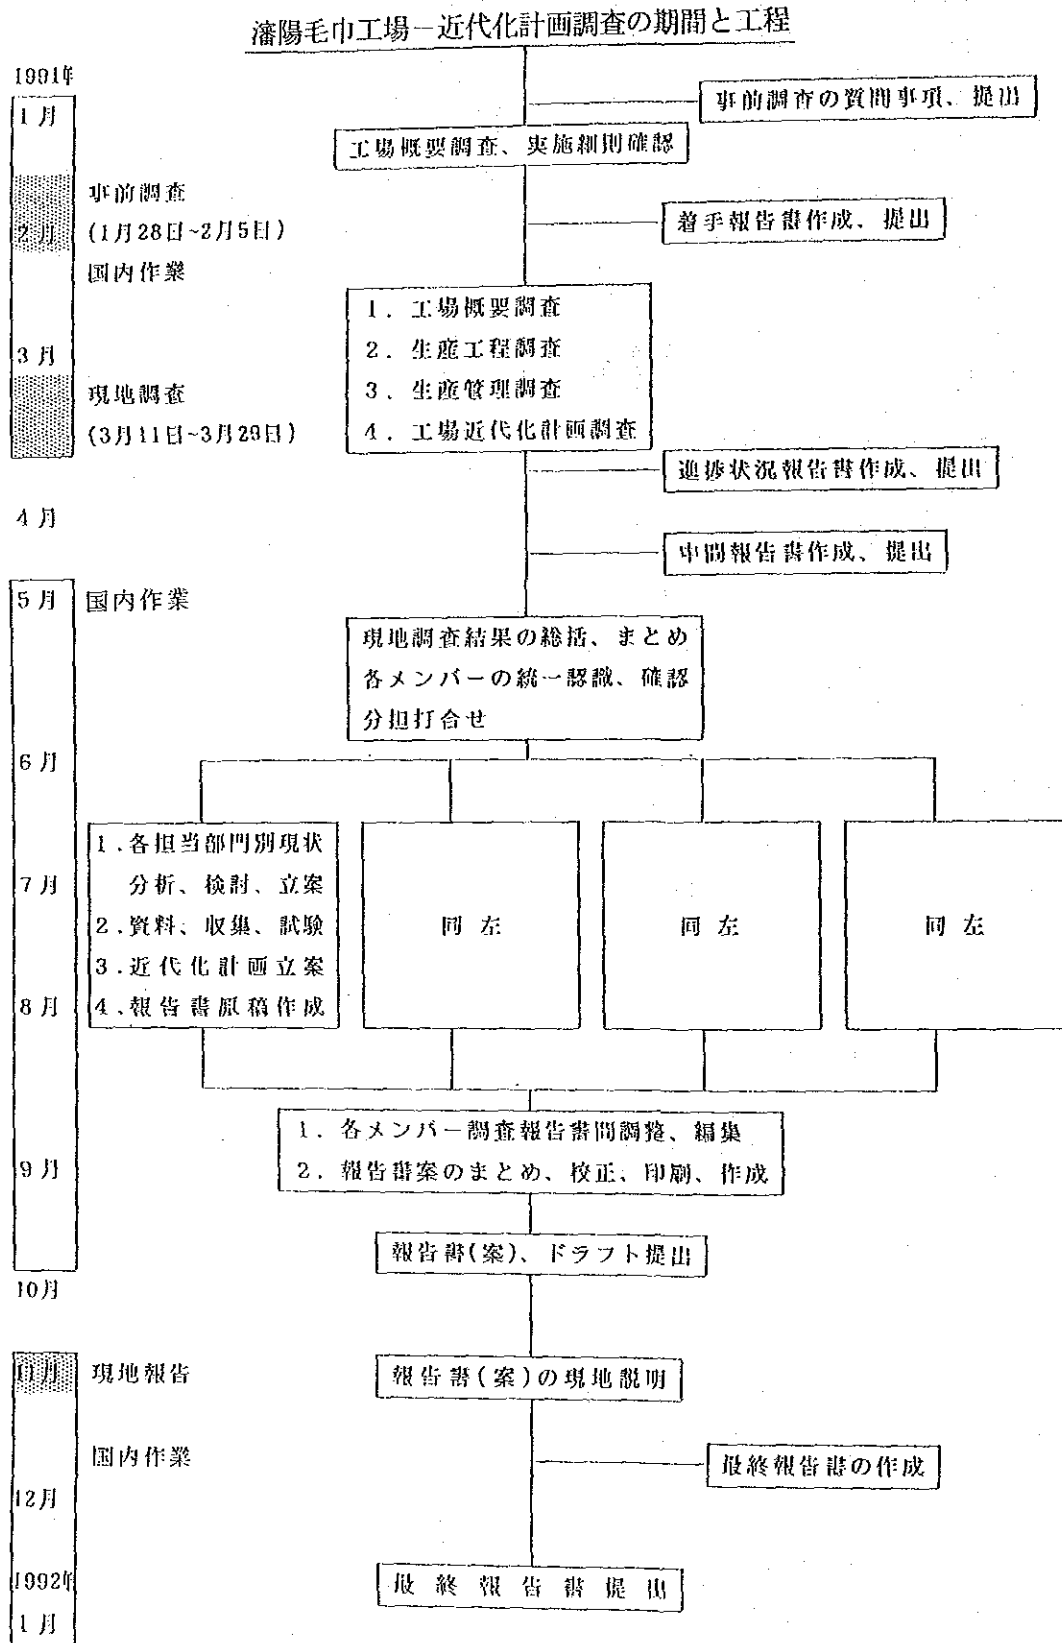 瀋陽毛巾工場－近代化計画調査の期間と工程
1991年
1月
事前調査の質問事項、提出
工場概要調査、実施細則確認
事前調査
2月
(1月28日~2月5日)
着手報告書作成、提出
国内作業
1. 工場概要調査
2. 生産工程調査
3月
3. 生産管理調査
4. 工場近代化計画調査
現地調査
(3月11日~3月29日)
進捗状況報告書作成、提出
4月
中間報告書作成、提出
5月
国内作業
現地調査結果の総括、まとめ
各メンバーの統一認識、確認
分担打合せ
6月
1.各担当部門別現状
分析、検討、立案
2.資料、収集、試験
3.近代化計画立案
4.報告書原稿作成
同左
同左
同左
7月
8月
1. 各メンバー調査報告書間調整、編集
2. 報告書案のまとめ、校正、印刷、作成
9月
報告書(案)、ドラフト提出
10月
11月
現地報告
報告書(案)の現地説明
国内作業
最終報告書の作成
12月
1992年
最終報告書提出
1月